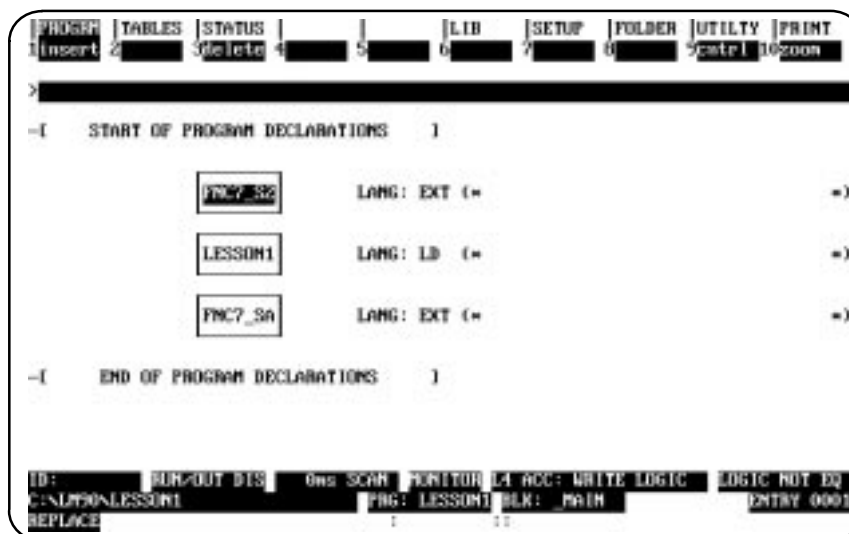 |PROGRM |TABLES |STATUS | | |LIB |SETUP |FOLDER |UTILTY |PRINT
1insert 2 3delete 4 5 6 7 8 9cntrl 10zoom
>
-[ START OF PROGRAM DECLARATIONS ]
FNC7_S2 LANG: EXT (* *)
LESSON1 LANG: LD (* *)
FNC7_SA LANG: EXT (* *)
-[ END OF PROGRAM DECLARATIONS ]
ID: RUN/OUT DIS 0ms SCAN MONITOR L4 ACC: WRITE LOGIC LOGIC NOT EQ
C:\LM90\LESSON1 PRG: LESSON1 BLK: _MAIN ENTRY 0001
REPLACE : ::